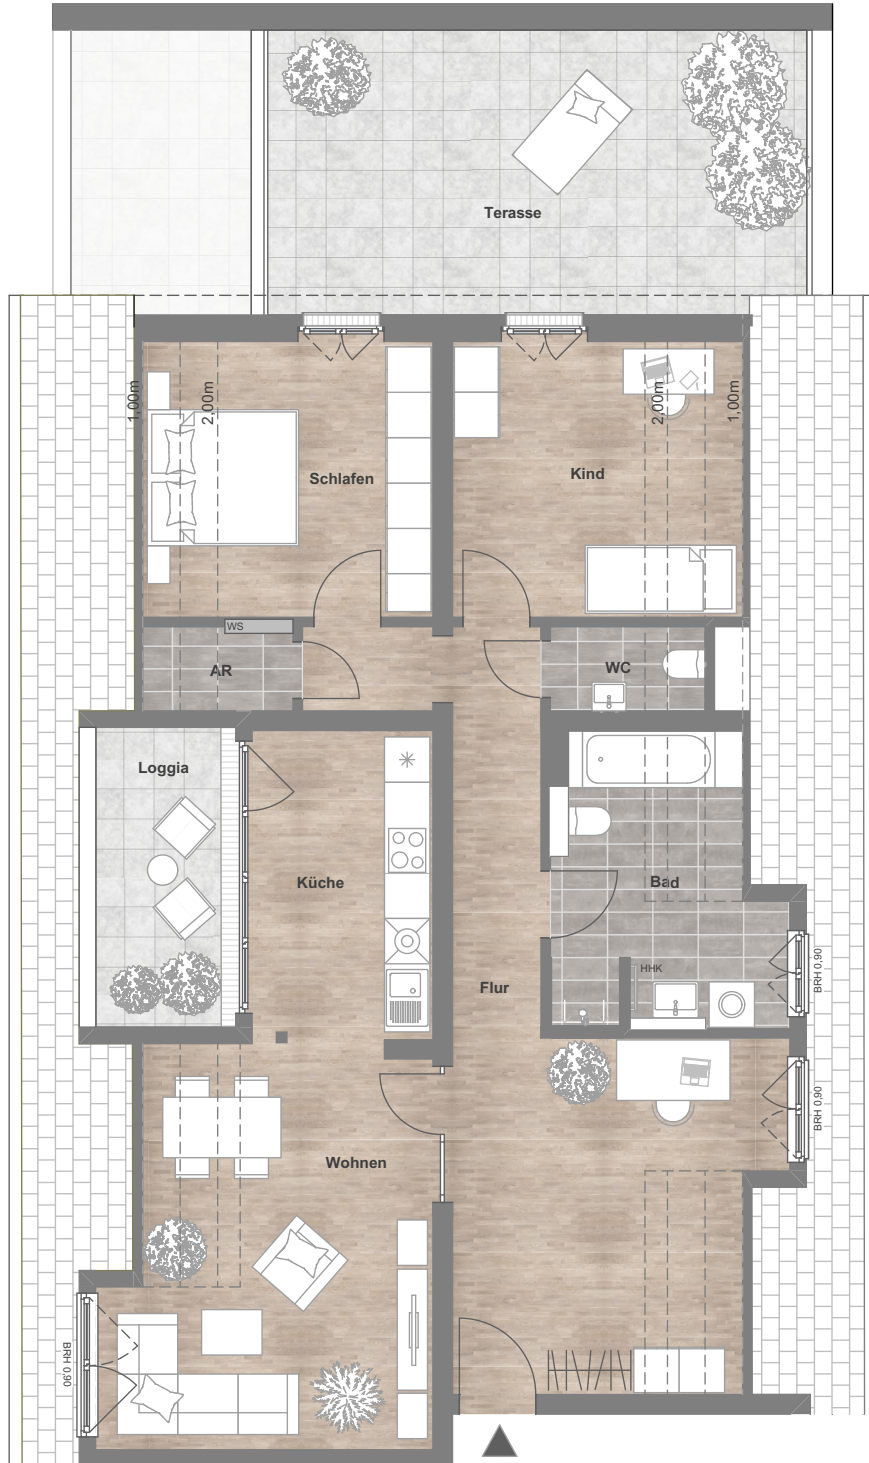 Terasse
1,00m
2,00m
2,00m
1,00m
Schlafen
Kind
WS
AR
WC
Loggia
Küche
Bad
HHK
BRH 0,90
Flur
BRH 0,90
Wohnen
BRH 0,90